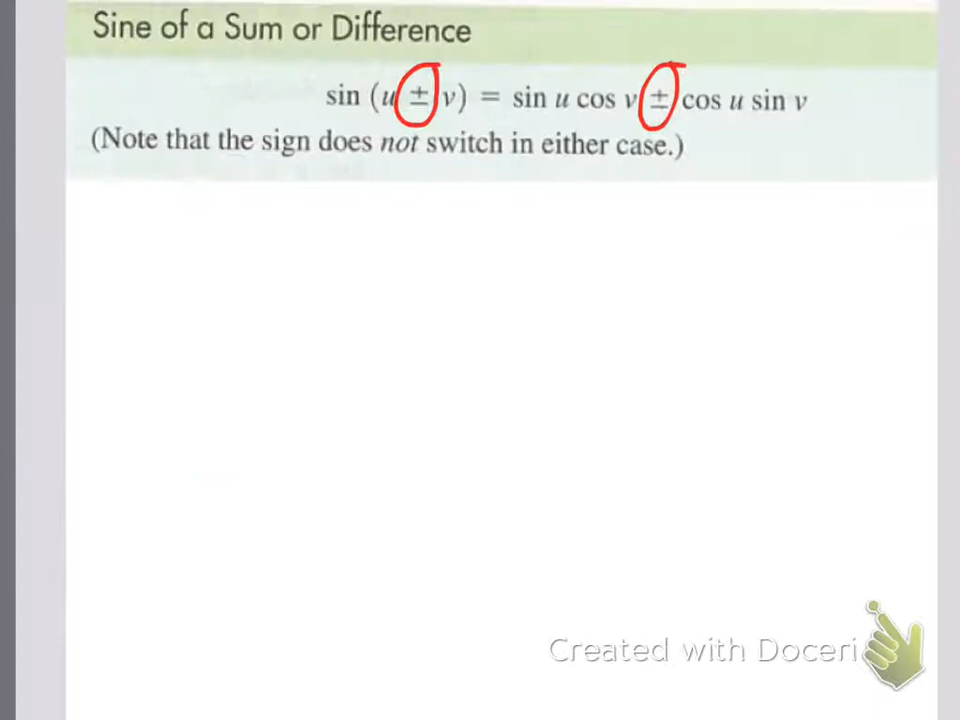 Sine of a Sum or Difference
sin (u ± v) = sin u cos v ± cos u sin v
(Note that the sign does not switch in either case.)
Created with Doceri